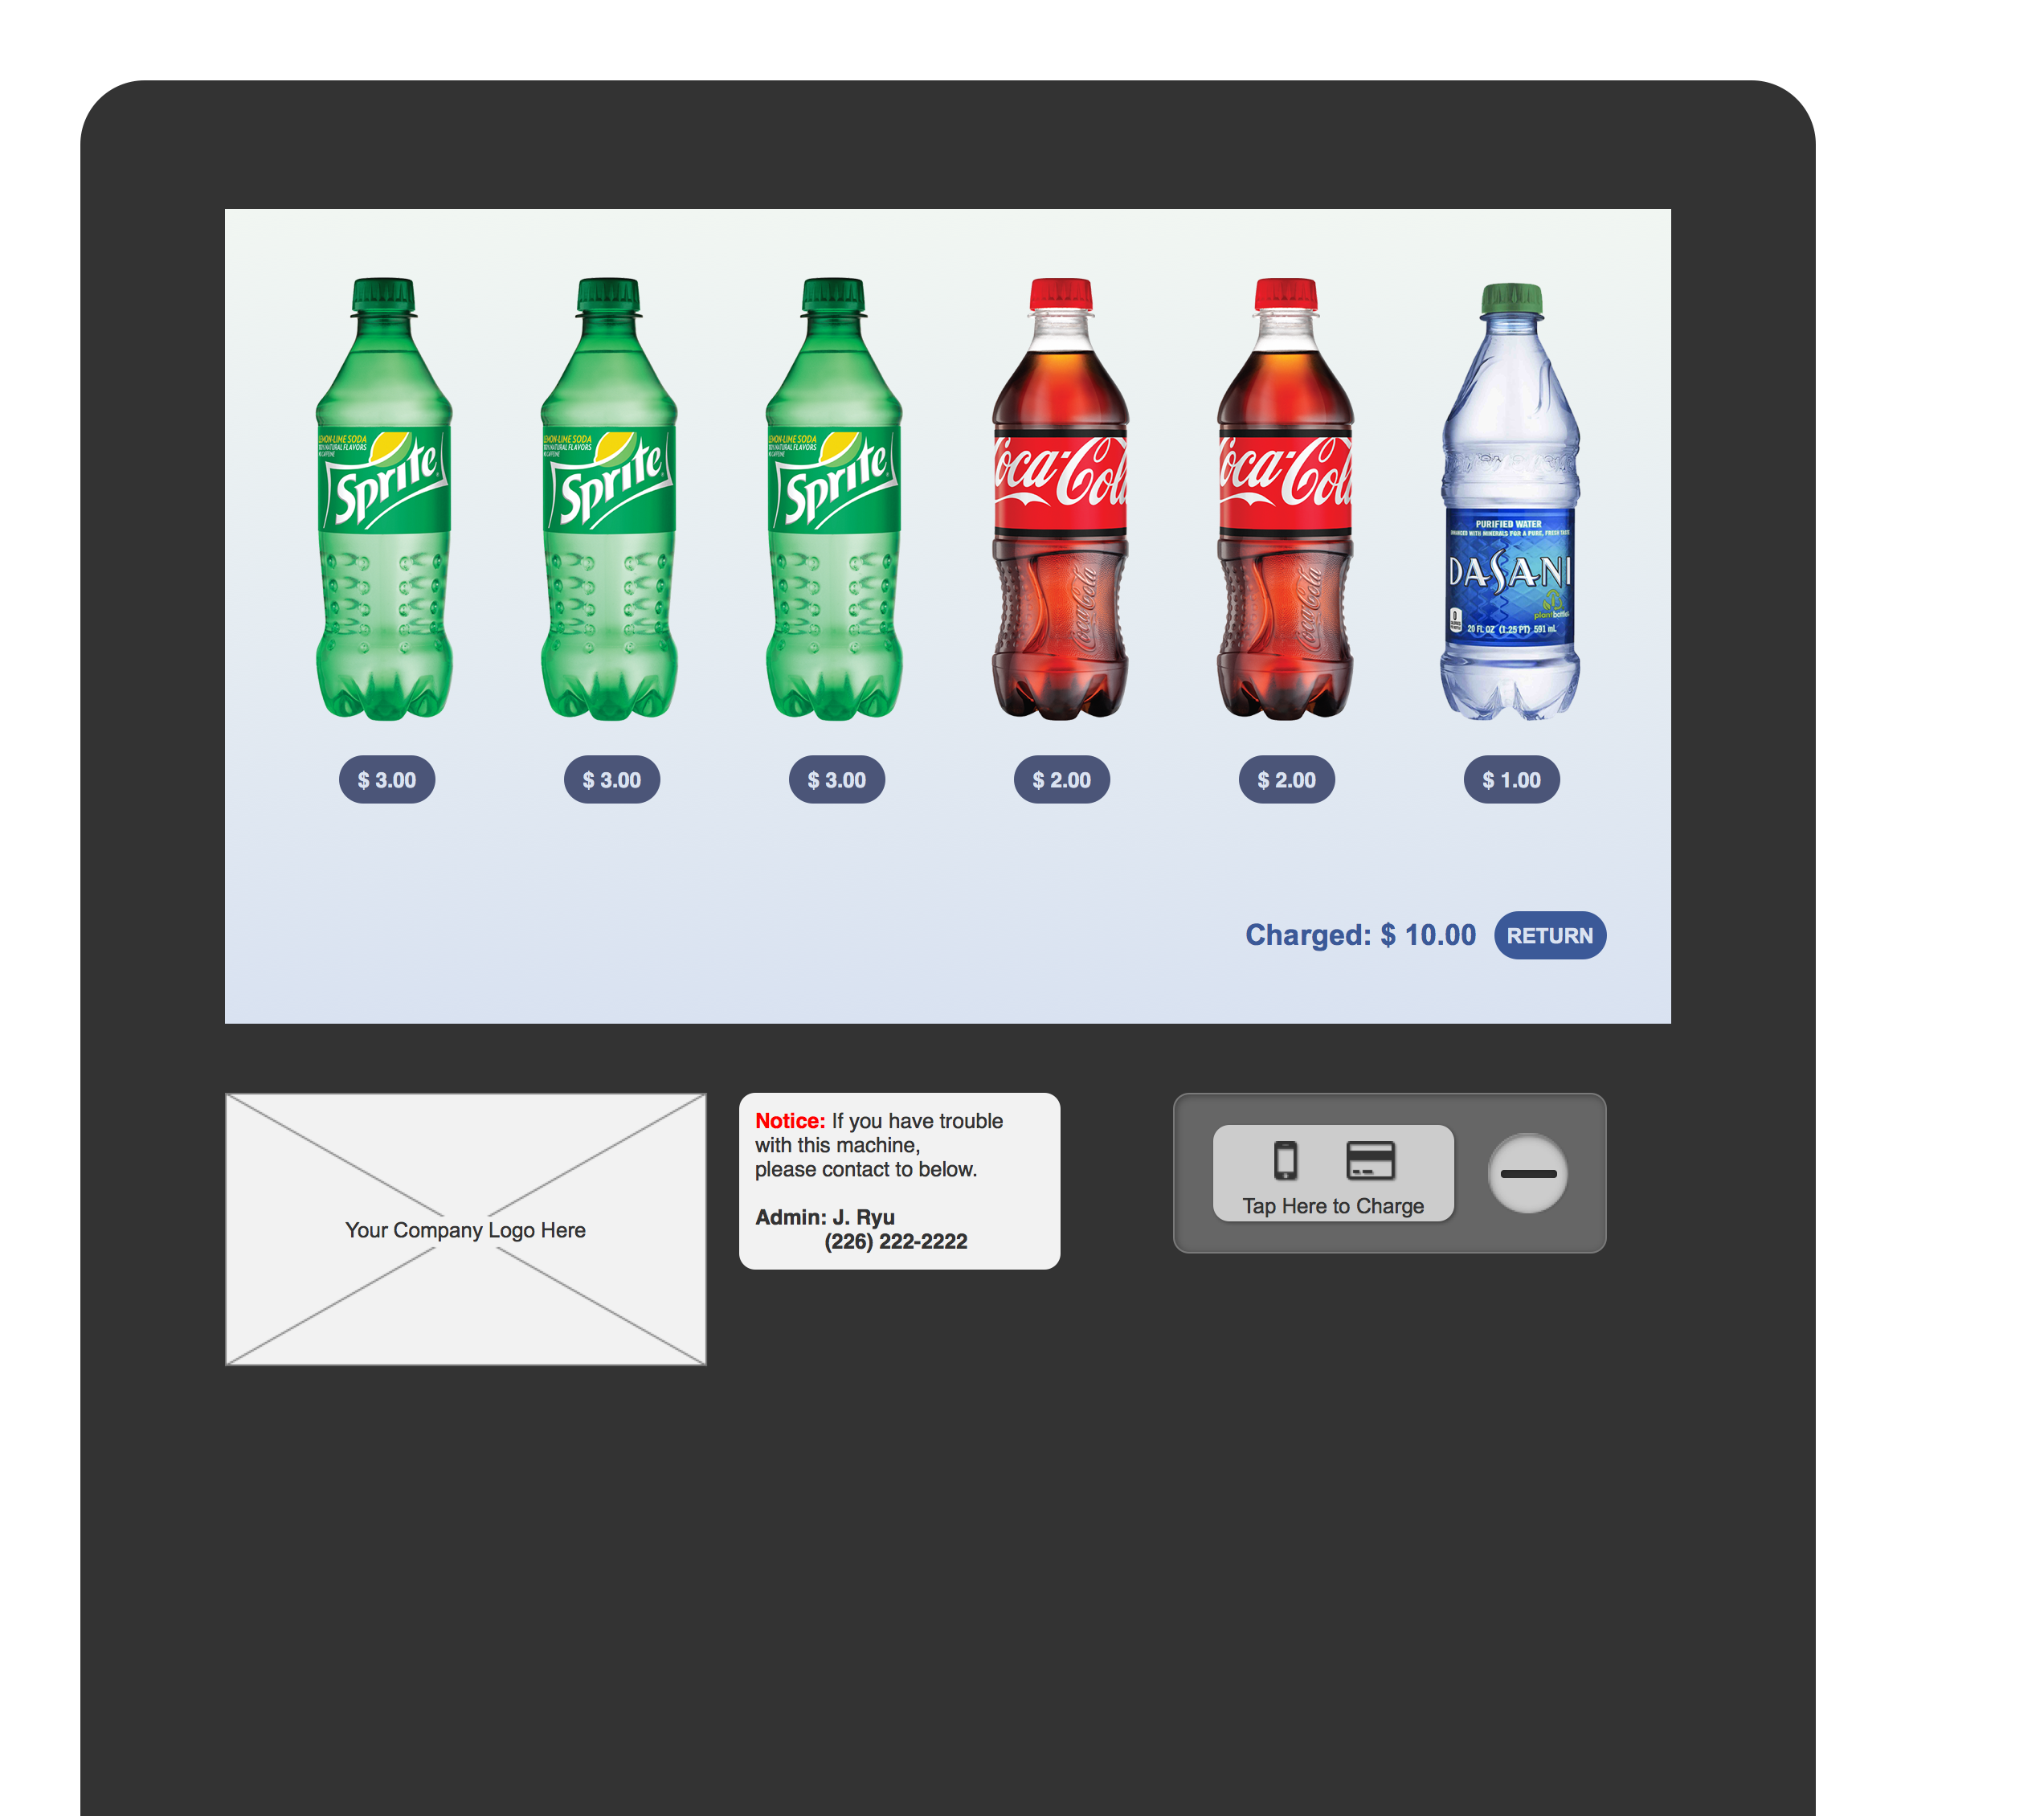 LEMON-LIME SODA
100% NATURAL FLAVORS
NO CAFFEINE
Sprite
LEMON-LIME SODA
100% NATURAL FLAVORS
NO CAFFEINE
Sprite
LEMON-LIME SODA
100% NATURAL FLAVORS
NO CAFFEINE
Sprite
Coca-Cola
Coca-Cola
Coca-Cola
Coca-Cola
PURIFIED WATER
ENHANCED WITH MINERALS FOR A PURE, FRESH TASTE
DASANI
plantbottle
20 FL OZ (1.25 PT) 591 mL
$ 3.00
$ 3.00
$ 3.00
$ 2.00
$ 2.00
$ 1.00
Charged: $ 10.00 RETURN
Your Company Logo Here
Notice: If you have trouble
with this machine,
please contact to below.
Admin: J. Ryu
(226) 222-2222
Tap Here to Charge